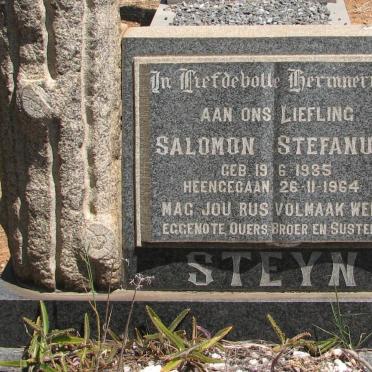 In Liefdevolle Herinner
AAN ONS LIEFLING
SALOMON STEFANU
GEB. 19 6 1935
HEENGEGAAN 26-11-1964
MAG JOU RUS VOLMAAK WE
EGGENOTE OUERS BROER EN SUSTE
STEYN